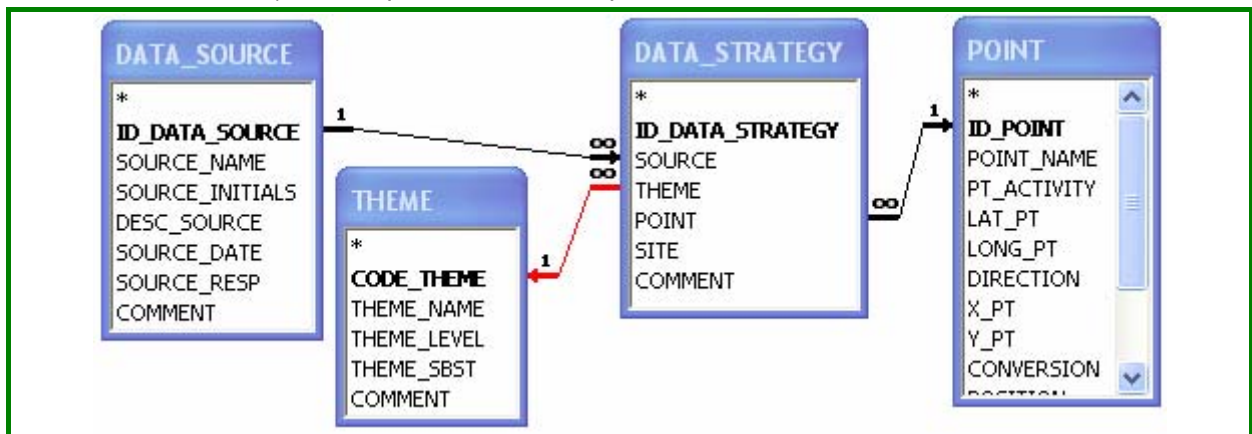 DATA_SOURCE
*
ID_DATA_SOURCE
SOURCE_NAME
SOURCE_INITIALS
DESC_SOURCE
SOURCE_DATE
SOURCE_RESP
COMMENT
1
∞
∞
THEME
*
CODE_THEME
THEME_NAME
THEME_LEVEL
THEME_SBST
COMMENT
1
DATA_STRATEGY
*
ID_DATA_STRATEGY
SOURCE
THEME
POINT
SITE
COMMENT
∞
1
POINT
*
ID_POINT
POINT_NAME
PT_ACTIVITY
LAT_PT
LONG_PT
DIRECTION
X_PT
Y_PT
CONVERSION